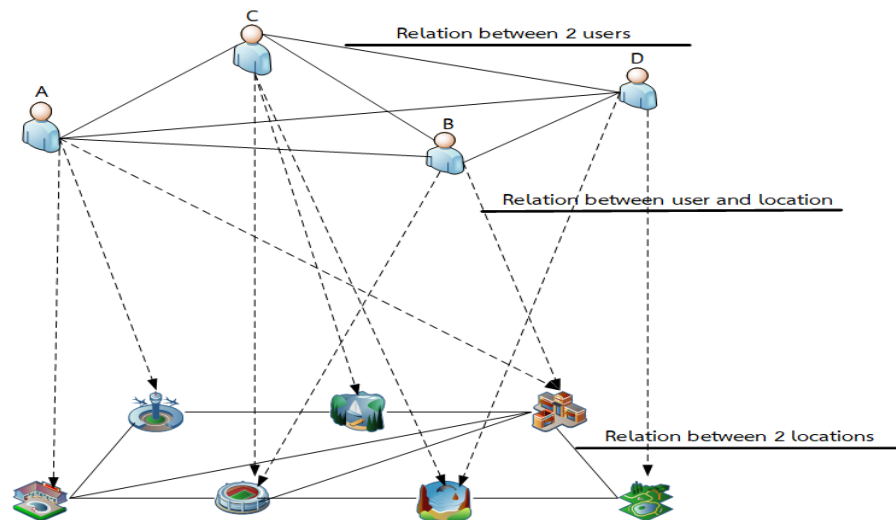 C
Relation between 2 users
D
A
B
Relation between user and location
Relation between 2 locations